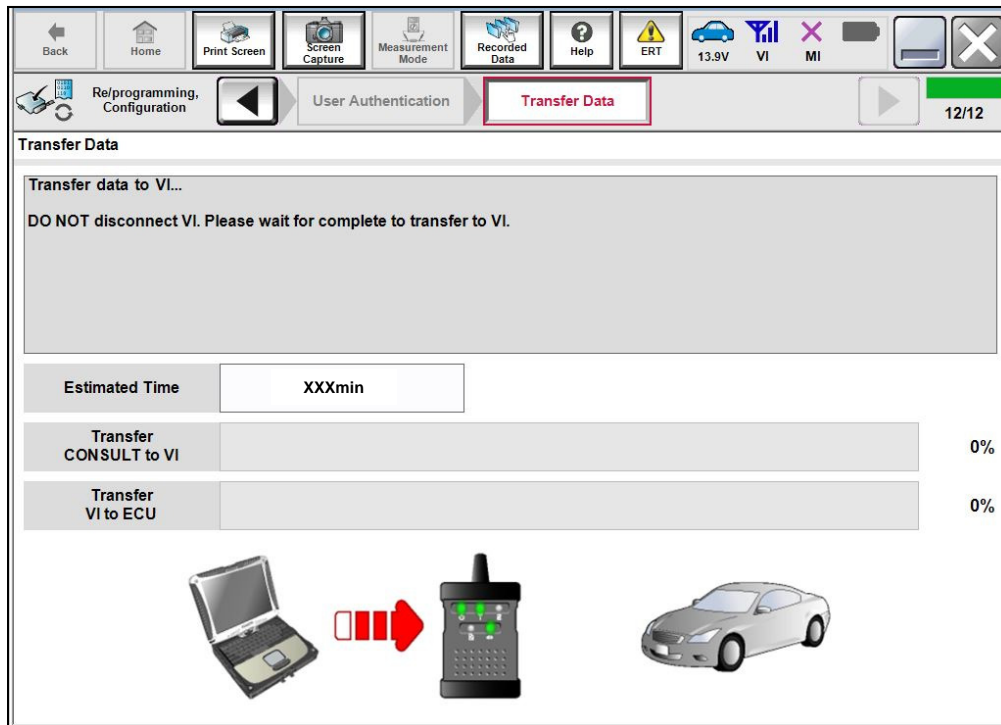 Back
Home
Print Screen
Screen
Capture
Measurement
Mode
Recorded
Data
Help
ERT
13.9V
VI
MI
Re/programming,
Configuration
User Authentication
Transfer Data
12/12
Transfer Data
Transfer data to VI...
DO NOT disconnect VI. Please wait for complete to transfer to VI.
Estimated Time
XXXmin
Transfer
CONSULT to VI
0%
Transfer
VI to ECU
0%